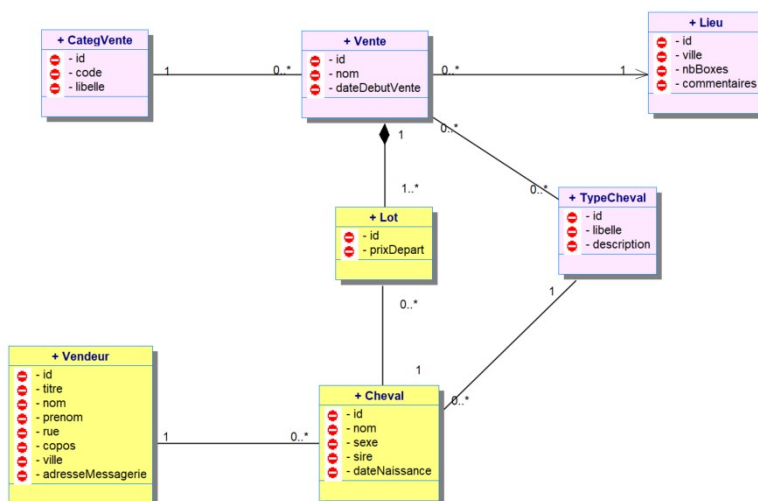 + CategVente
- id
- code
- libelle
1
0..*
+ Vente
- id
- nom
- dateDebutVente
0..*
1
+ Lieu
- id
- ville
- nbBoxes
- commentaires
1
0..*
1..*
0..*
+ Lot
- id
- prixDepart
+ TypeCheval
- id
- libelle
- description
0..*
1
1
0..*
+ Vendeur
- id
- titre
- nom
- prenom
- rue
- copos
- ville
- adresseMessagerie
1
0..*
+ Cheval
- id
- nom
- sexe
- sire
- dateNaissance